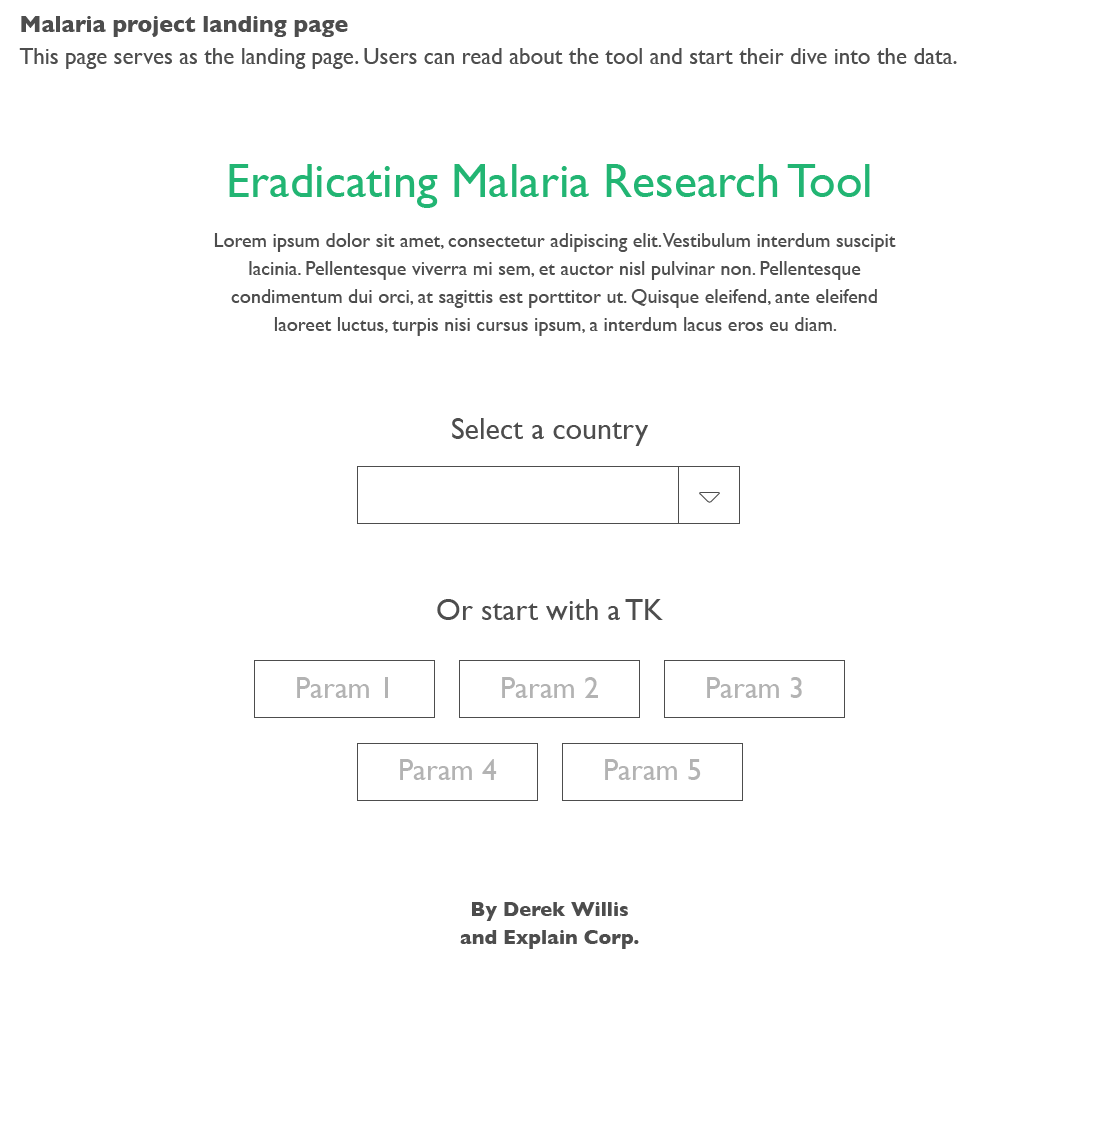 Malaria project landing page
This page serves as the landing page. Users can read about the tool and start their dive into the data.
Eradicating Malaria Research Tool
Lorem ipsum dolor sit amet, consectetur adipiscing elit. Vestibulum interdum suscipit
lacinia. Pellentesque viverra mi sem, et auctor nisl pulvinar non. Pellentesque
condimentum dui orci, at sagittis est porttitor ut. Quisque eleifend, ante eleifend
laoreet luctus, turpis nisi cursus ipsum, a interdum lacus eros eu diam.
Select a country
Or start with a TK
Param 1
Param 2
Param 3
Param 4
Param 5
By Derek Willis
and Explain Corp.